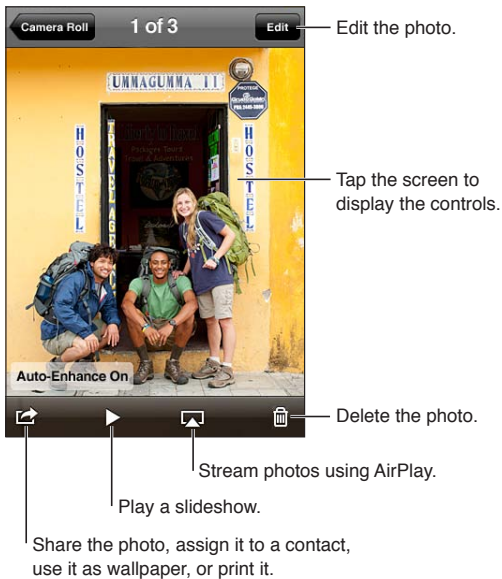 Camera Roll
1 of 3
Edit
Edit the photo.
UMMAGUMMA II
PROTEGE
HOSTEL
HOSTEL
Tap the screen to
display the controls.
Auto-Enhance On
Delete the photo.
Stream photos using AirPlay.
Play a slideshow.
Share the photo, assign it to a contact,
use it as wallpaper, or print it.